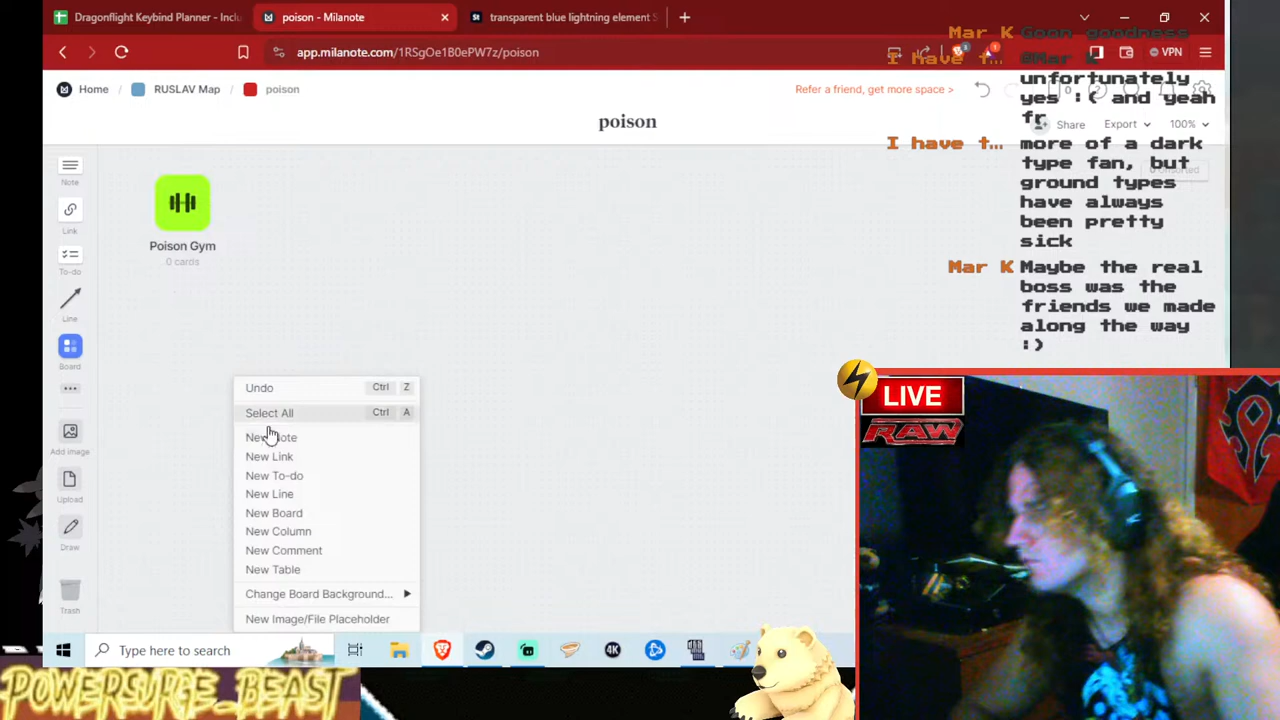 Dragonflight Keybind Planner - Inclu
poison - Milanote
transparent blue lightning element S
app.milanote.com/1RSgOe1B0ePW7z/poison
VPN
Home
RUSLAV Map
poison
Refer a friend, get more space >
poison
Share
Export
100%
Note
Link
To-do
Line
Board
Add image
Upload
Draw
Trash
Poison Gym
0 cards
Undo Ctrl Z
Select All Ctrl A
New Note
New Link
New To-do
New Line
New Board
New Column
New Comment
New Table
Change Board Background...
New Image/File Placeholder
Mar K Gonn goodness
I have t... @Mar K
unfortunately
yes :( and yeah
fr
I have t... more of a dark
type fan, but
ground types
have always
been pretty
sick
Mar K Maybe the real
boss was the
friends we made
along the way
:)
LIVE
RAW
Type here to search
4K
POWERSURGE_BEAST